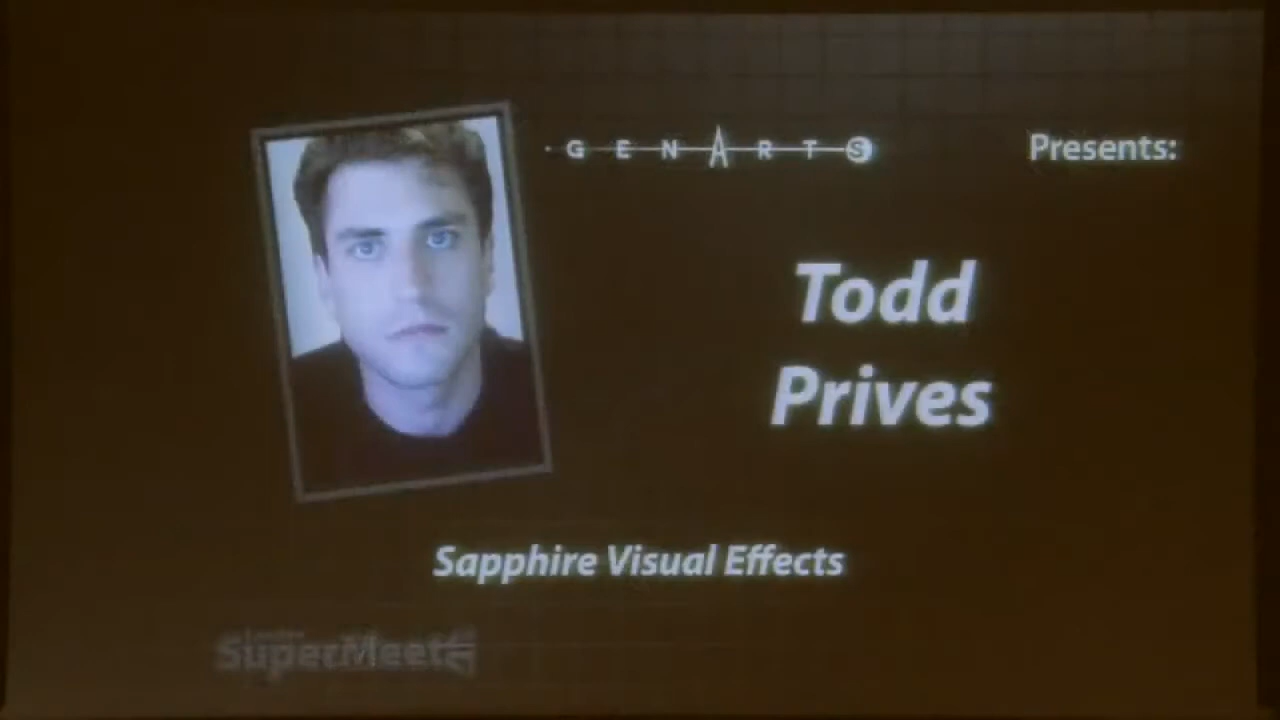 GENARTS Presents:
Todd
Prives
Sapphire Visual Effects
SuperMeet